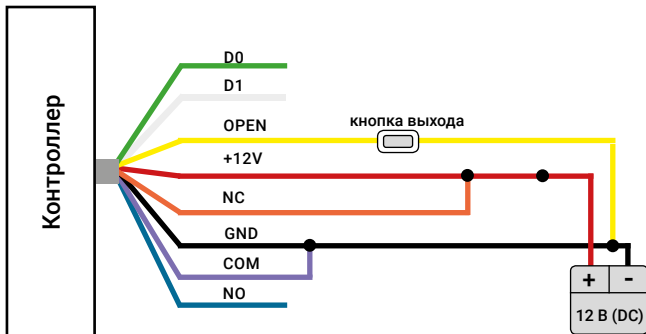 Контроллер
D0
D1
OPEN
кнопка выхода
+12V
NC
GND
COM
NO
+ -
12 В (DC)